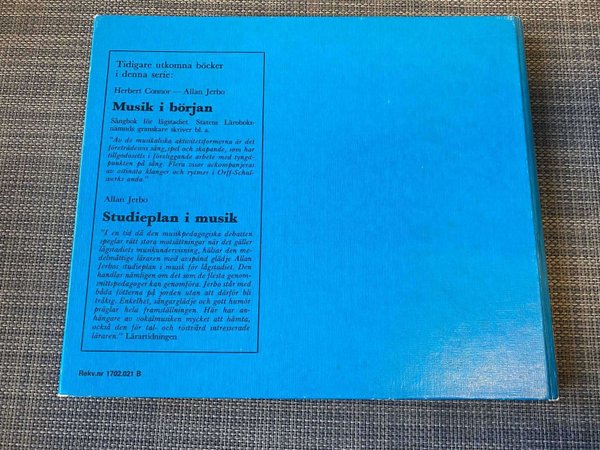 Tidigare utkomna böcker
i denna serie:
Herbert Connor — Allan Jerbo
Musik i början
Sångbok för lågstadiet. Statens Läroboks-
nämnds granskare skriver bl. a.
"Av de musikaliska aktivitetsformerna är det
företrädesvis sång, spel och skapande, som har
tillgodosetts i föreliggande arbete med tyngd-
punkten på sång. Flera visor ackompanjeras
av ostinata klanger och rytmer i Orff-Schul-
werks anda."
Allan Jerbo
Studieplan i musik
"I en tid då den musikpedagogiska debatten
speglar rätt stora motsättningar när det gäller
lågstadiets musikundervisning, hälsar den me-
delmåttige läraren med avspänd glädje Allan
Jerbos studieplan i musik för lågstadiet. Den
handlar nämligen om det som de flesta genom-
snittspedagoger kan genomföra. Jerbo står med
båda fötterna på jorden utan att därför bli
tråkig. Enkelhet, sångarglädje och gott humör
präglar hela framställningen. Här har an-
hängare av vokalmusiken mycket att hämta,
också den för tal- och röstvård intresserade
läraren." Lärartidningen
Rekv.nr 1702.021 B